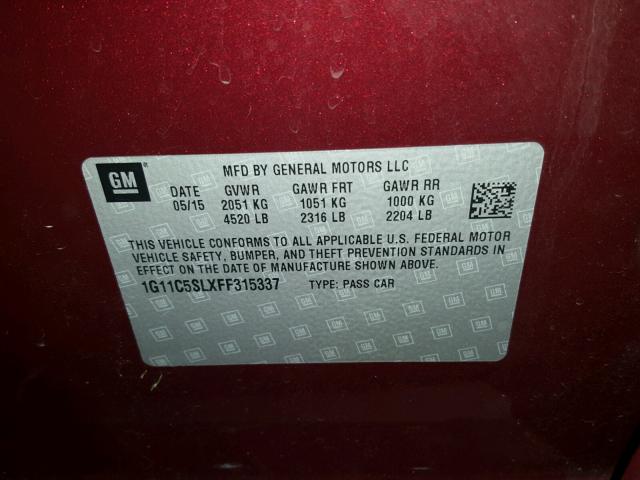 GM
MFD BY GENERAL MOTORS LLC
DATE GVWR GAWR FRT GAWR RR
05/15 2051 KG 1051 KG 1000 KG
4520 LB 2316 LB 2204 LB
THIS VEHICLE CONFORMS TO ALL APPLICABLE U.S. FEDERAL MOTOR
VEHICLE SAFETY, BUMPER, AND THEFT PREVENTION STANDARDS IN
EFFECT ON THE DATE OF MANUFACTURE SHOWN ABOVE.
1G11C5SLXFF315337 TYPE: PASS CAR